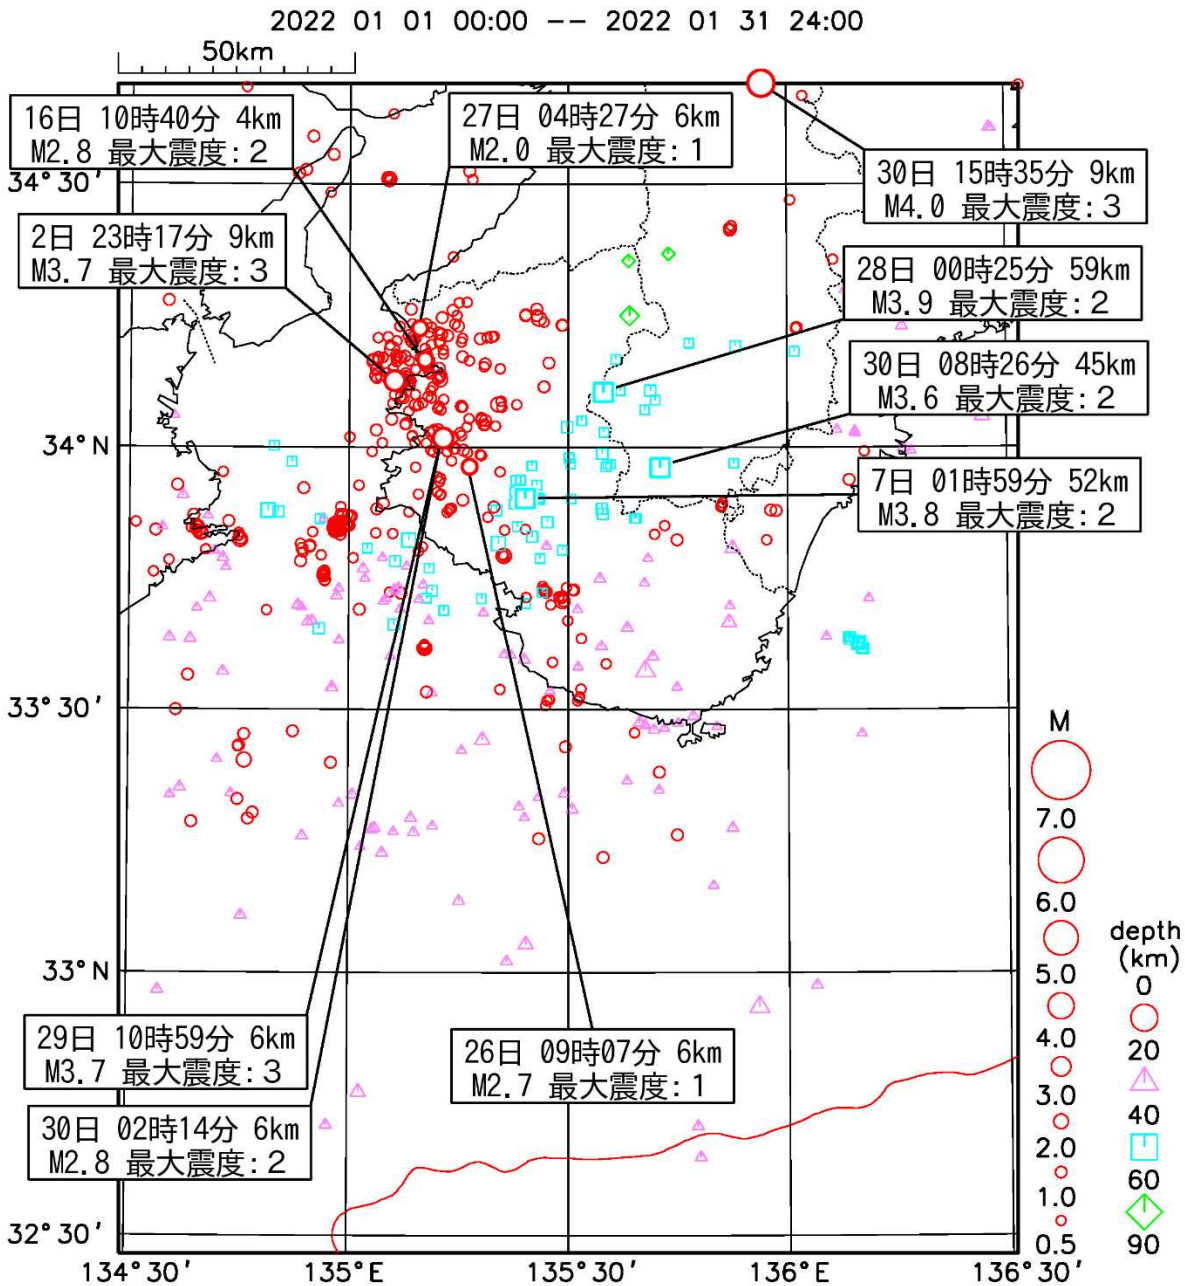 2022 01 01 00:00 -- 2022 01 31 24:00
50km
16日 10時40分 4km
M2.8 最大震度:2
27日 04時27分 6km
M2.0 最大震度:1
30日 15時35分 9km
M4.0 最大震度:3
34°30′
2日 23時17分 9km
M3.7 最大震度:3
28日 00時25分 59km
M3.9 最大震度:2
30日 08時26分 45km
M3.6 最大震度:2
34°N
7日 01時59分 52km
M3.8 最大震度:2
33°30′
33°N
29日 10時59分 6km
M3.7 最大震度:3
26日 09時07分 6km
M2.7 最大震度:1
30日 02時14分 6km
M2.8 最大震度:2
32°30′
134°30′
135°E
135°30′
136°E
136°30′
M
7.0
6.0
5.0
4.0
3.0
2.0
1.0
0.5
depth
(km)
0
20
40
60
90